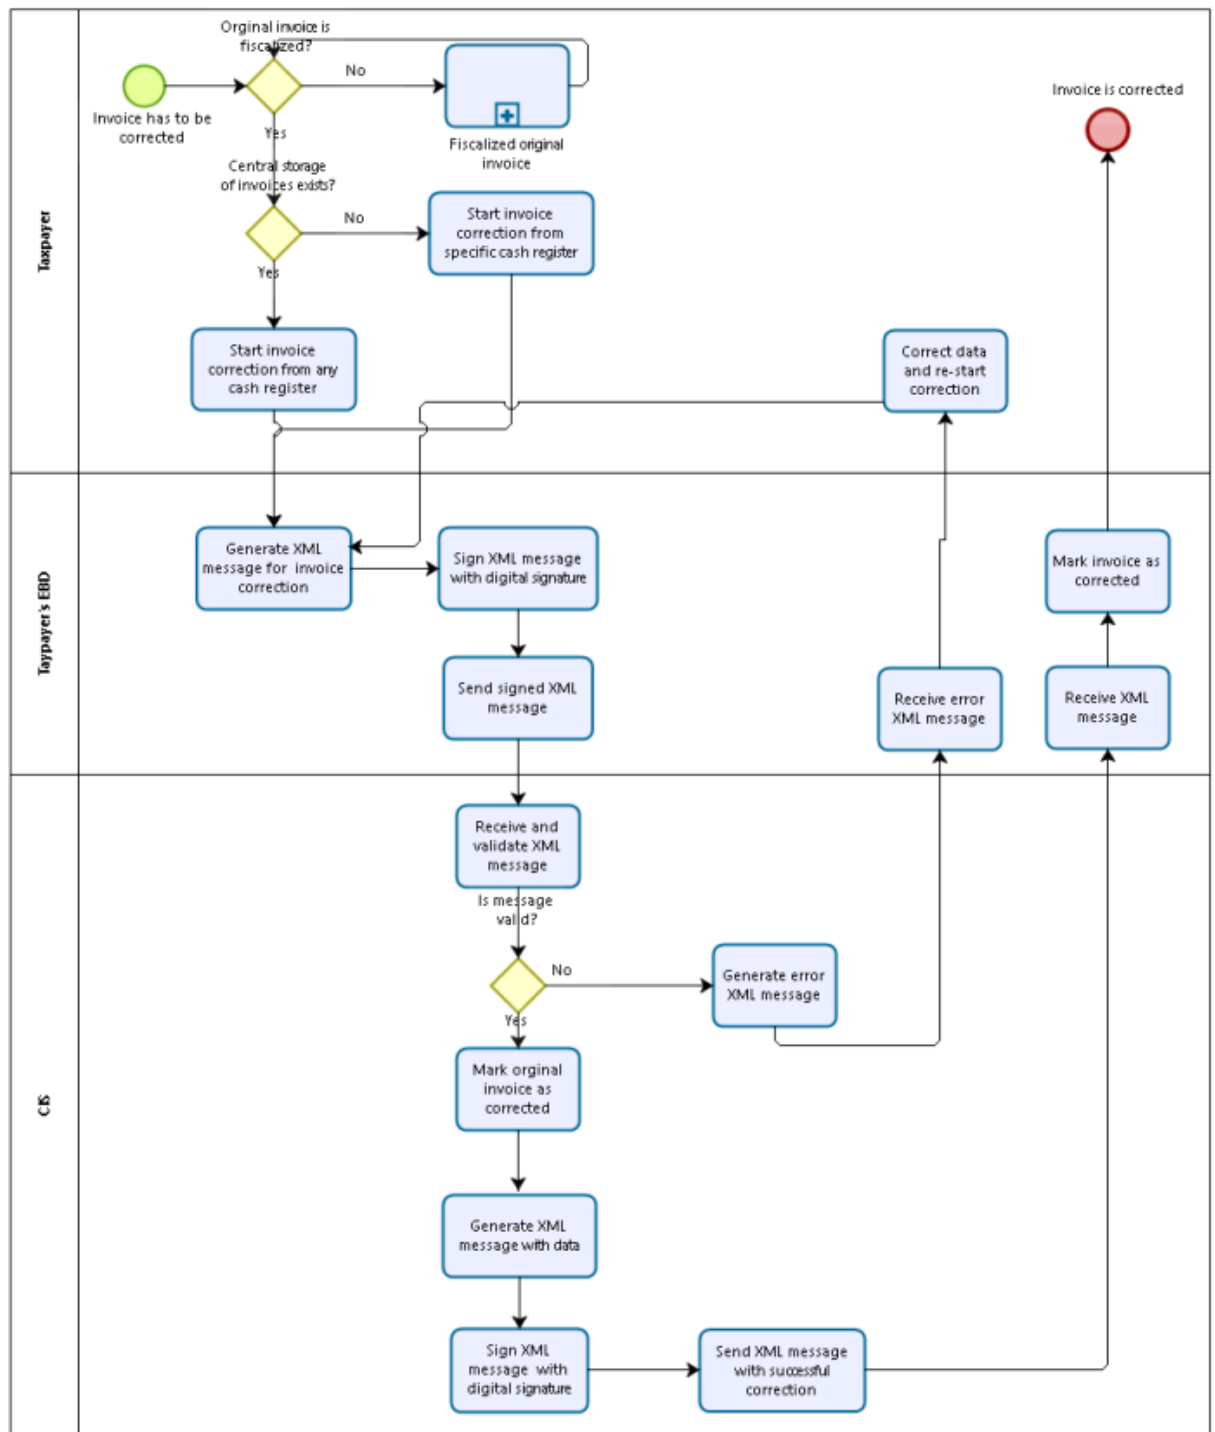 Orginal invoice is
fiscalized?
No
Invoice has to be
corrected
Yes
Fiscalized original
invoice
Invoice is corrected
Central storage
of invoices exists?
No
Start invoice
correction from
specific cash register
Yes
Taxpayer
Start invoice
correction from any
cash register
Correct data
and re-start
correction
Generate XML
message for invoice
correction
Sign XML message
with digital signature
Mark invoice as
corrected
Taypayer's EBD
Send signed XML
message
Receive error
XML message
Receive XML
message
Receive and
validate XML
message
Is message
valid?
No
Generate error
XML message
Yes
Mark orginal
invoice as
corrected
CIS
Generate XML
message with data
Sign XML
message with
digital signature
Send XML message
with successful
correction